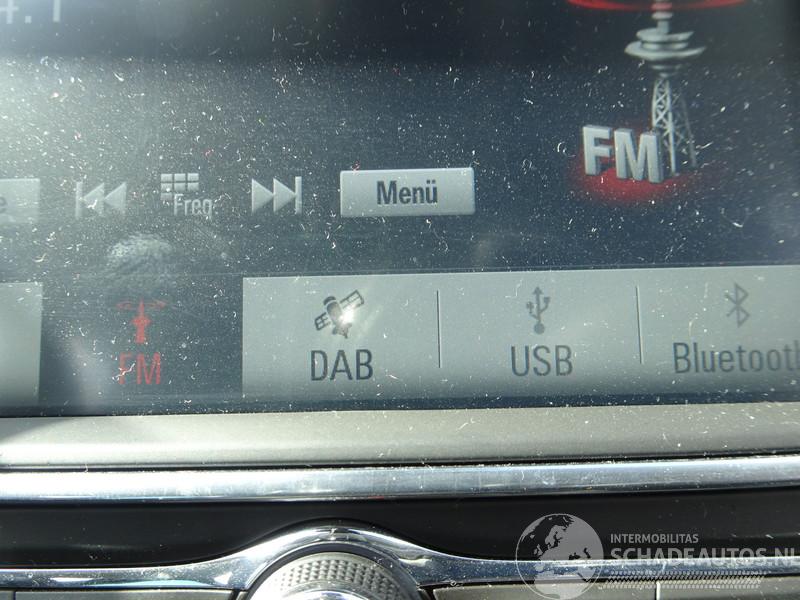 FM
Freq
Menü
FM
DAB
USB
Bluetooth
INTERMOBILITAS
SCHADEAUTOS.NL